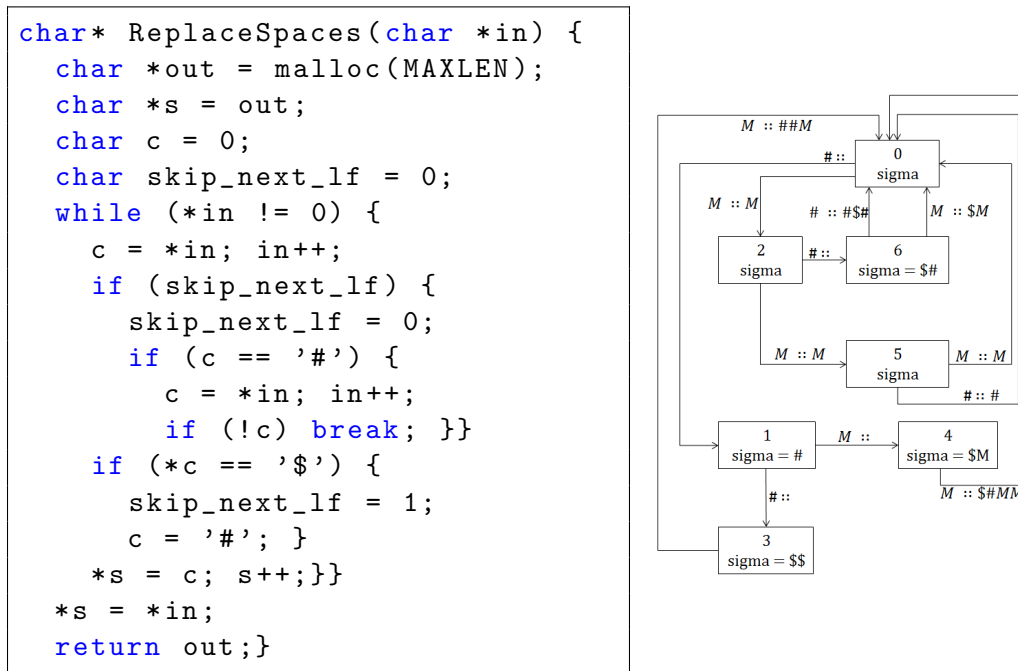 char* ReplaceSpaces(char *in) {
char *out = malloc(MAXLEN);
char *s = out;
char c = 0;
char skip_next_lf = 0;
while (*in != 0) {
c = *in; in++;
if (skip_next_lf) {
skip_next_lf = 0;
if (c == '#') {
c = *in; in++;
if (!c) break; }}
if (*c == '$') {
skip_next_lf = 1;
c = '#'; }
*s = c; s++;}}
*s = *in;
return out;}
M :: ##M
# ::
0
sigma
M :: M
# :: #$#
M :: $M
2
sigma
# ::
6
sigma = $#
M :: M
5
sigma
M :: M
# :: #
1
sigma = #
M ::
4
sigma = $M
M :: $#MM
# ::
3
sigma = $$